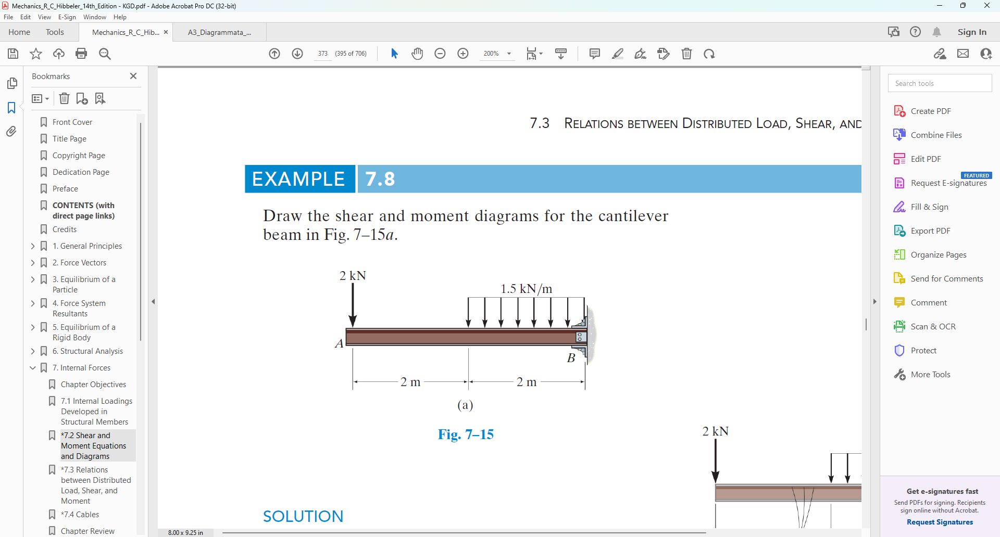 Mechanics_R_C_Hibbeler_14th_Edition - KGD.pdf - Adobe Acrobat Pro DC (32-bit)
File Edit View E-Sign Window Help
Home Tools Mechanics_R_C_Hib... × A3_Diagrammata_... Sign In
373 (395 of 706) 200%
Bookmarks
Front Cover
Title Page
Copyright Page
Dedication Page
Preface
CONTENTS (with
direct page links)
Credits
1. General Principles
2. Force Vectors
3. Equilibrium of a
Particle
4. Force System
Resultants
5. Equilibrium of a
Rigid Body
6. Structural Analysis
7. Internal Forces
Chapter Objectives
7.1 Internal Loadings
Developed in
Structural Members
*7.2 Shear and
Moment Equations
and Diagrams
*7.3 Relations
between Distributed
Load, Shear, and
Moment
*7.4 Cables
Chapter Review
7.3 RELATIONS BETWEEN DISTRIBUTED LOAD, SHEAR, AND
EXAMPLE 7.8
Draw the shear and moment diagrams for the cantilever
beam in Fig. 7–15a.
2 kN
1.5 kN/m
A
B
2 m 2 m
(a)
Fig. 7–15
2 kN
SOLUTION
8.00 x 9.25 in
Search tools
Create PDF
Combine Files
Edit PDF
FEATURED
Request E-signatures
Fill & Sign
Export PDF
Organize Pages
Send for Comments
Comment
Scan & OCR
Protect
More Tools
Get e-signatures fast
Send PDFs for signing. Recipients
sign online without Acrobat.
Request Signatures